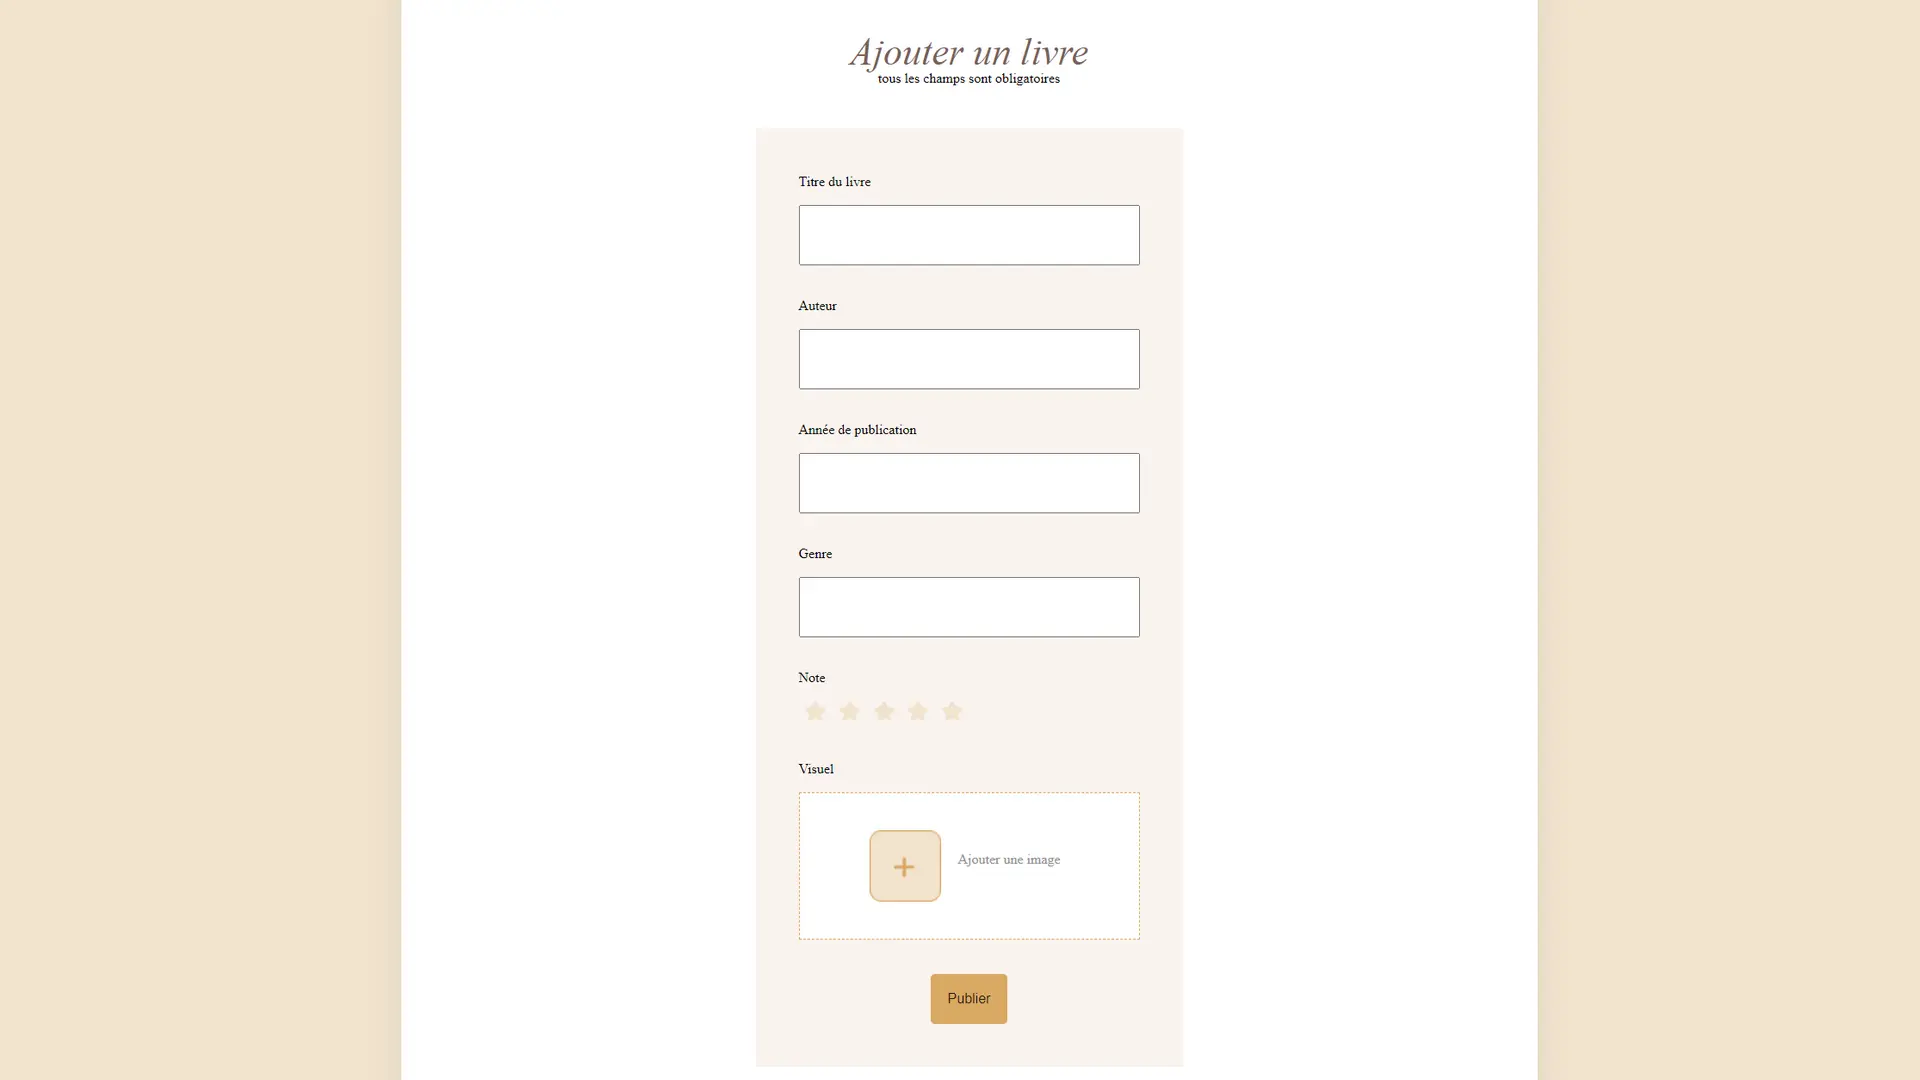 Ajouter un livre
tous les champs sont obligatoires
Titre du livre
Auteur
Année de publication
Genre
Note
Visuel
Ajouter une image
Publier